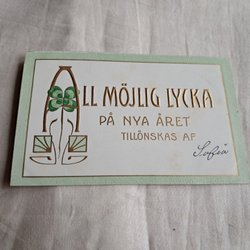 ALL MÖJLIG LYCKA
PÅ NYA ÅRET
TILLÖNSKAS AF
Sofia